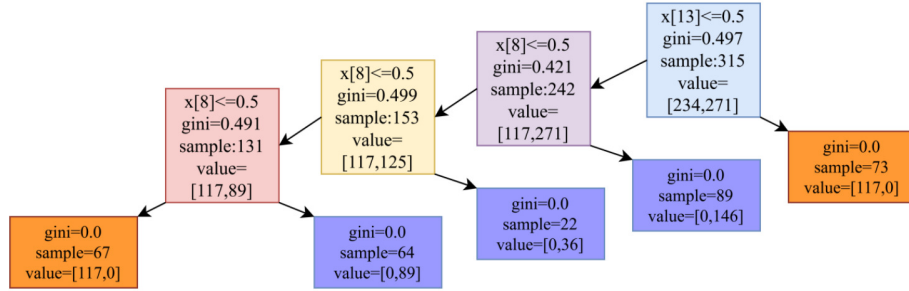 x[13]<=0.5
gini=0.497
sample:315
value=
[234,271]
x[8]<=0.5
gini=0.421
sample:242
value=
[117,271]
x[8]<=0.5
gini=0.499
sample:153
value=
[117,125]
x[8]<=0.5
gini=0.491
sample:131
value=
[117,89]
gini=0.0
sample=73
value=[117,0]
gini=0.0
sample=89
value=[0,146]
gini=0.0
sample=22
value=[0,36]
gini=0.0
sample=67
value=[117,0]
gini=0.0
sample=64
value=[0,89]